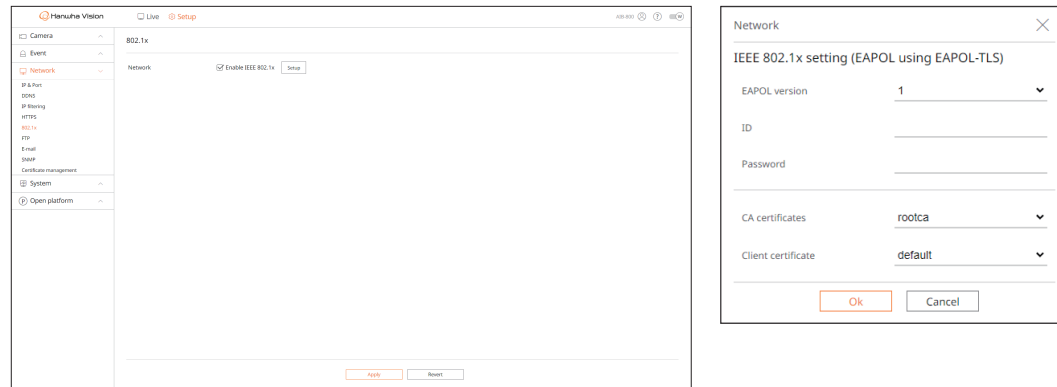 Hanwha Vision
Live
Setup
AIB-800
Camera
Event
Network
IP & Port
DDNS
IP filtering
HTTPS
802.1x
FTP
E-mail
SNMP
Certificate management
System
Open platform
802.1x
Network
Enable IEEE 802.1x
Setup
Apply
Revert
Network
IEEE 802.1x setting (EAPOL using EAPOL-TLS)
EAPOL version
1
ID
Password
CA certificates
rootca
Client certificate
default
Ok
Cancel